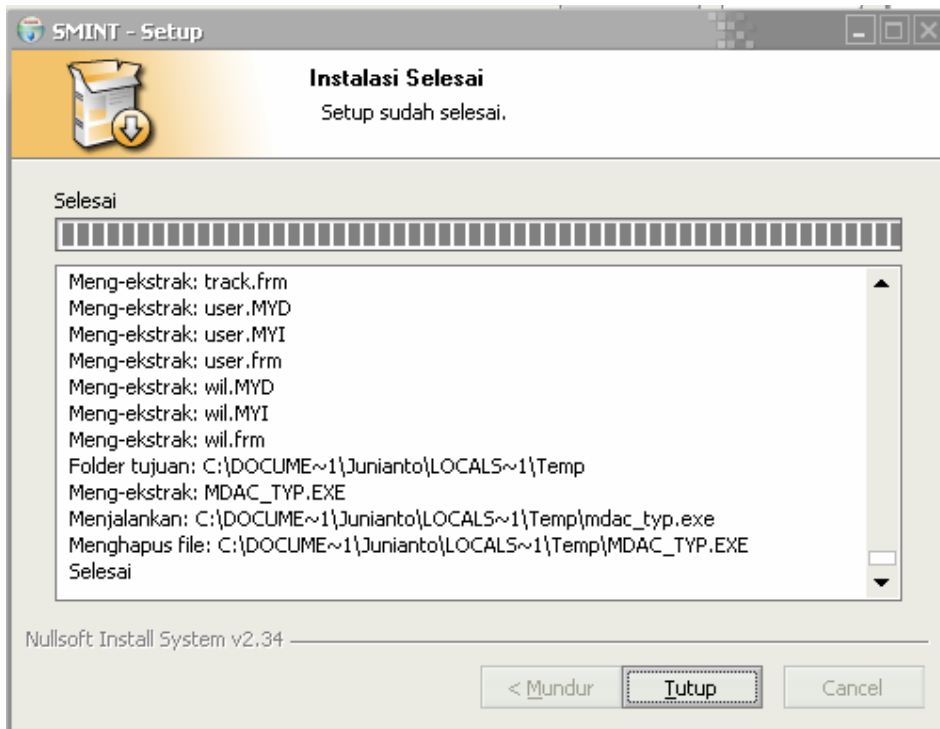 SMINT - Setup
Instalasi Selesai
Setup sudah selesai.
Selesai
Meng-ekstrak: track.frm
Meng-ekstrak: user.MYD
Meng-ekstrak: user.MYI
Meng-ekstrak: user.frm
Meng-ekstrak: wil.MYD
Meng-ekstrak: wil.MYI
Meng-ekstrak: wil.frm
Folder tujuan: C:\DOCUME~1\Junianto\LOCALS~1\Temp
Meng-ekstrak: MDAC_TYP.EXE
Menjalankan: C:\DOCUME~1\Junianto\LOCALS~1\Temp\mdac_typ.exe
Menghapus file: C:\DOCUME~1\Junianto\LOCALS~1\Temp\MDAC_TYP.EXE
Selesai
Nullsoft Install System v2.34
< Mundur Tutup Cancel